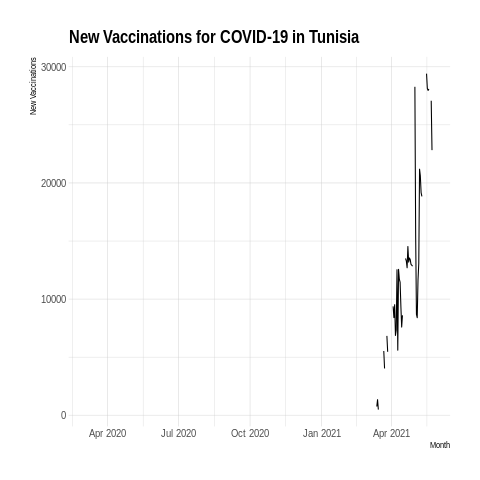 New Vaccinations for COVID-19 in Tunisia
New Vaccinations
30000
20000
10000
0
Apr 2020 Jul 2020 Oct 2020 Jan 2021 Apr 2021
Month